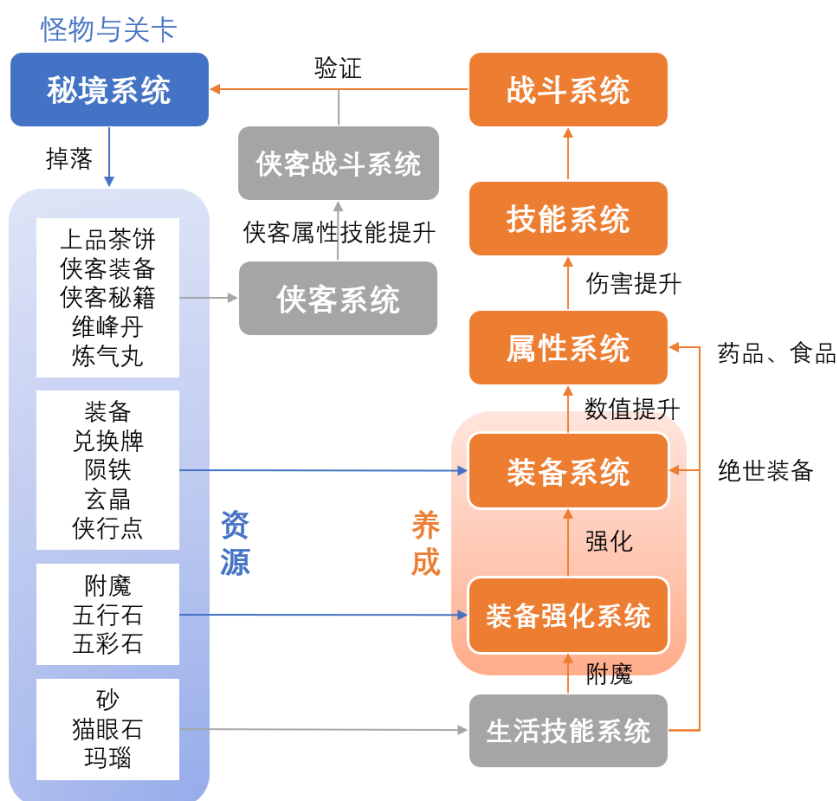 怪物与关卡
秘境系统
验证
战斗系统
掉落
侠客战斗系统
技能系统
上品茶饼
侠客装备
侠客秘籍
维峰丹
炼气丸
侠客属性技能提升
侠客系统
伤害提升
属性系统
药品、食品
数值提升
装备
兑换牌
陨铁
玄晶
侠行点
装备系统
绝世装备
资
源
养
成
强化
附魔
五行石
五彩石
装备强化系统
附魔
砂
猫眼石
玛瑙
生活技能系统